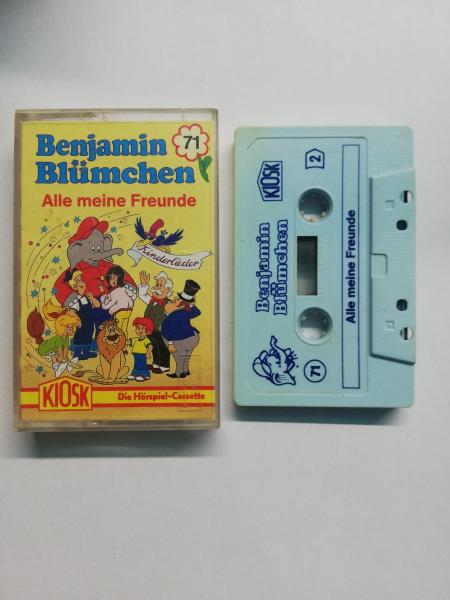 Benjamin
Blümchen
71
Alle meine Freunde
Kinderlieder
KIOSK
Die Hörspiel-Cassette
KIOSK
2
Benjamin
Blümchen
Alle meine Freunde
71